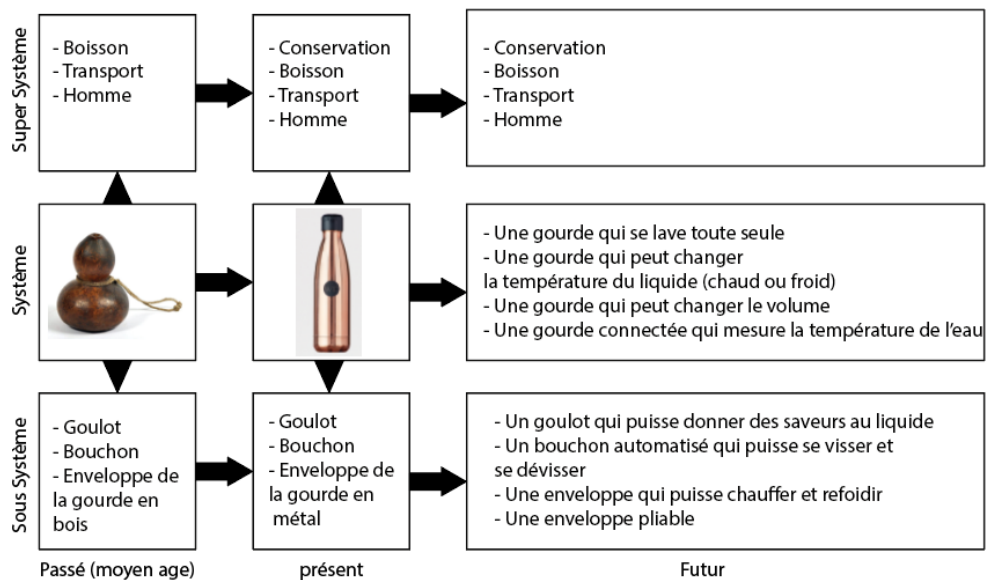 Super Système
- Boisson
- Transport
- Homme
- Conservation
- Boisson
- Transport
- Homme
- Conservation
- Boisson
- Transport
- Homme
Système
- Une gourde qui se lave toute seule
- Une gourde qui peut changer
la température du liquide (chaud ou froid)
- Une gourde qui peut changer le volume
- Une gourde connectée qui mesure la température de l'eau
Sous Système
- Goulot
- Bouchon
- Enveloppe de
la gourde en
bois
- Goulot
- Bouchon
- Enveloppe de
la gourde en
métal
- Un goulot qui puisse donner des saveurs au liquide
- Un bouchon automatisé qui puisse se visser et
se dévisser
- Une enveloppe qui puisse chauffer et refoidir
- Une enveloppe pliable
Passé (moyen age)
présent
Futur